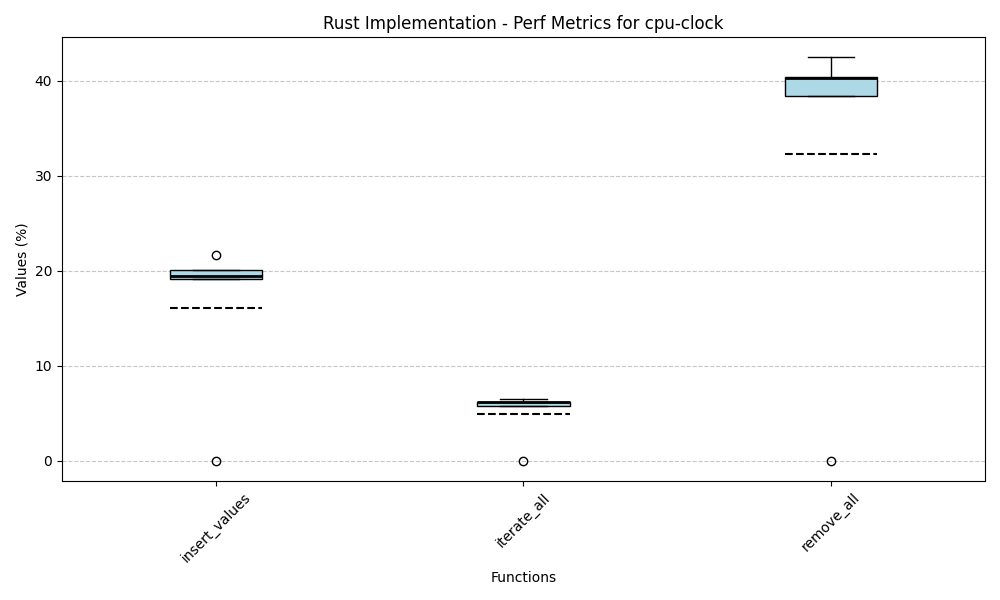 Rust Implementation - Perf Metrics for cpu-clock
Values (%)
40
30
20
10
0
insert_values
iterate_all
remove_all
Functions